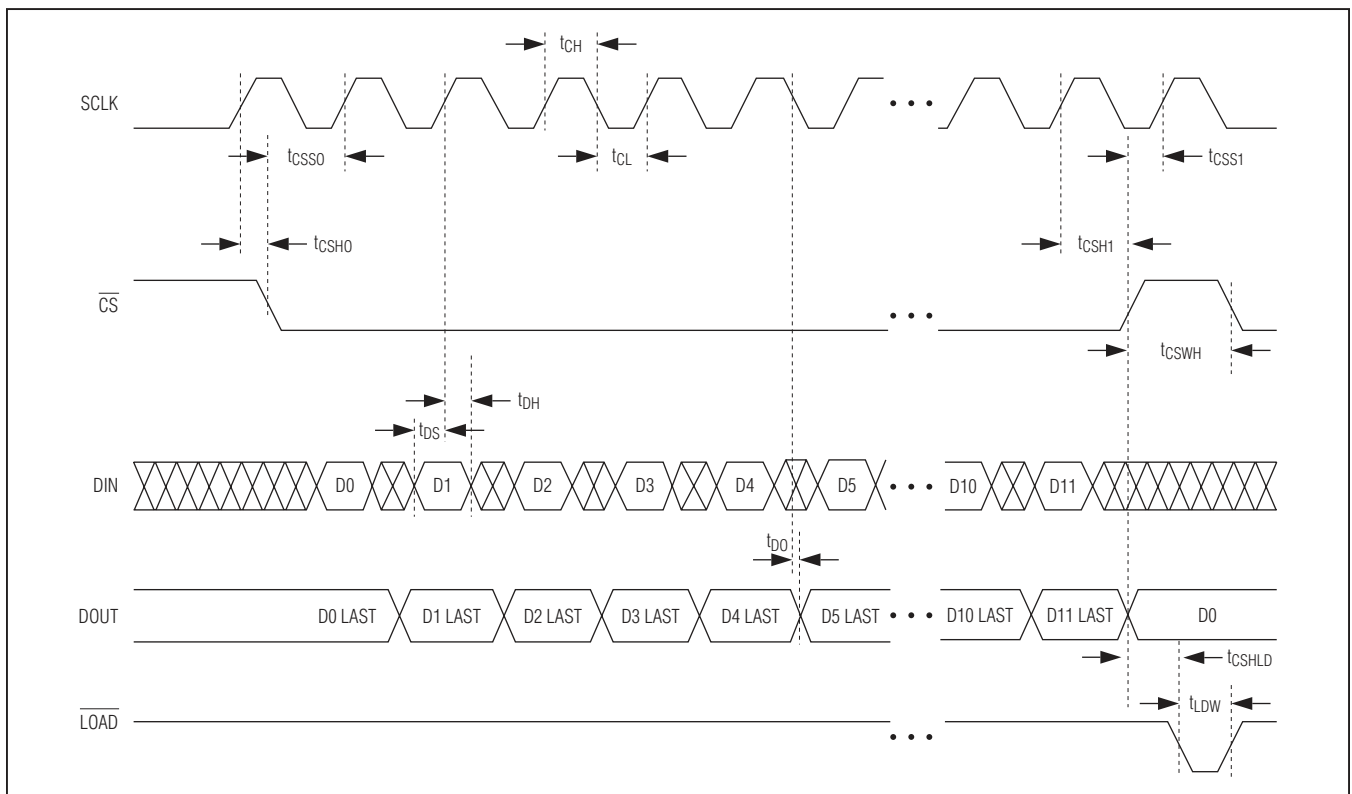 tCH
SCLK
tCSS0
tCL
tCSS1
tCSH0
tCSH1
CS
tCSWH
tDH
tDS
DIN
D0
D1
D2
D3
D4
D5
• • •
D10
D11
tDO
DOUT
D0 LAST
D1 LAST
D2 LAST
D3 LAST
D4 LAST
D5 LAST
• • •
D10 LAST
D11 LAST
D0
tCSHLD
tLDW
LOAD